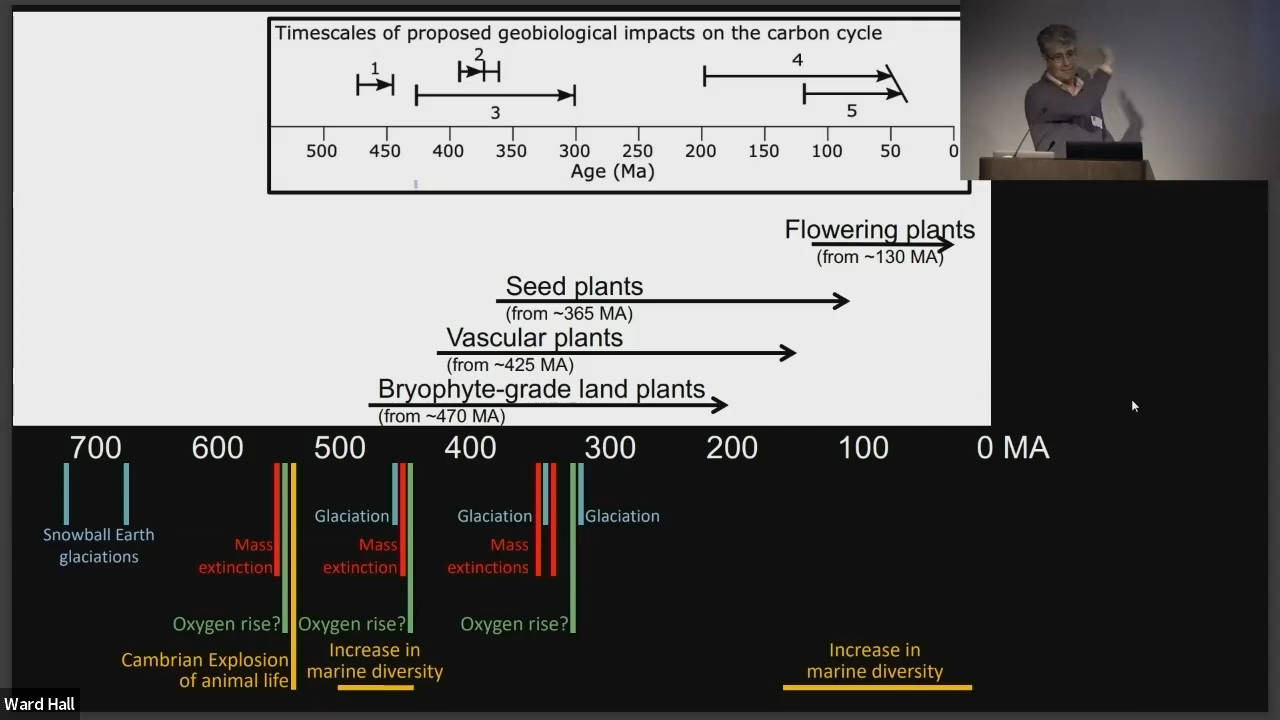 Timescales of proposed geobiological impacts on the carbon cycle
1
2
3
4
5
500 450 400 350 300 250 200 150 100 50 0
Age (Ma)
Flowering plants
(from ~130 MA)
Seed plants
(from ~365 MA)
Vascular plants
(from ~425 MA)
Bryophyte-grade land plants
(from ~470 MA)
700 600 500 400 300 200 100 0 MA
Snowball Earth
glaciations
Glaciation
Glaciation
Glaciation
Mass
extinction
Mass
extinction
Mass
extinctions
Oxygen rise?
Oxygen rise?
Oxygen rise?
Cambrian Explosion
of animal life
Increase in
marine diversity
Increase in
marine diversity
Ward Hall